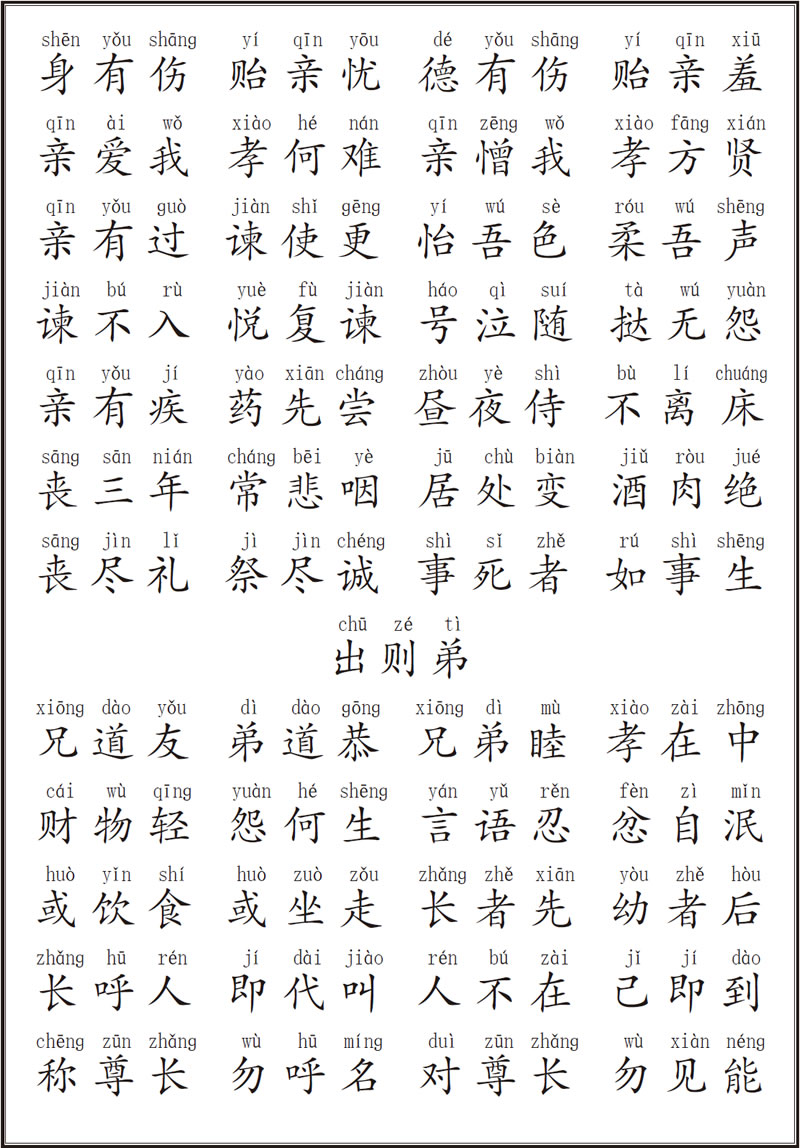 shēn yǒu shāng yí qīn yōu dé yǒu shāng yí qīn xiū
身有伤 贻亲忧 德有伤 贻亲羞
qīn ài wǒ xiào hé nán qīn zēng wǒ xiào fāng xián
亲爱我 孝何难 亲憎我 孝方贤
qīn yǒu guò jiàn shǐ gēng yí wú sè róu wú shēng
亲有过 谏使更 怡吾色 柔吾声
jiàn bú rù yuè fù jiàn háo qì suí tà wú yuàn
谏不入 悦复谏 号泣随 挞无怨
qīn yǒu jí yào xiān cháng zhòu yè shì bù lí chuáng
亲有疾 药先尝 昼夜侍 不离床
sāng sān nián cháng bēi yè jū chù biàn jiǔ ròu jué
丧三年 常悲咽 居处变 酒肉绝
sāng jìn lǐ jì jìn chéng shì sǐ zhě rú shì shēng
丧尽礼 祭尽诚 事死者 如事生
chū zé tì
出则弟
xiōng dào yǒu dì dào gōng xiōng dì mù xiào zài zhōng
兄道友 弟道恭 兄弟睦 孝在中
cái wù qīng yuàn hé shēng yán yǔ rěn fèn zì mǐn
财物轻 怨何生 言语忍 忿自泯
huò yǐn shí huò zuò zǒu zhǎng zhě xiān yòu zhě hòu
或饮食 或坐走 长者先 幼者后
zhǎng hū rén jí dài jiào rén bú zài jǐ jí dào
长呼人 即代叫 人不在 己即到
chēng zūn zhǎng wù hū míng duì zūn zhǎng wù xiàn néng
称尊长 勿呼名 对尊长 勿见能